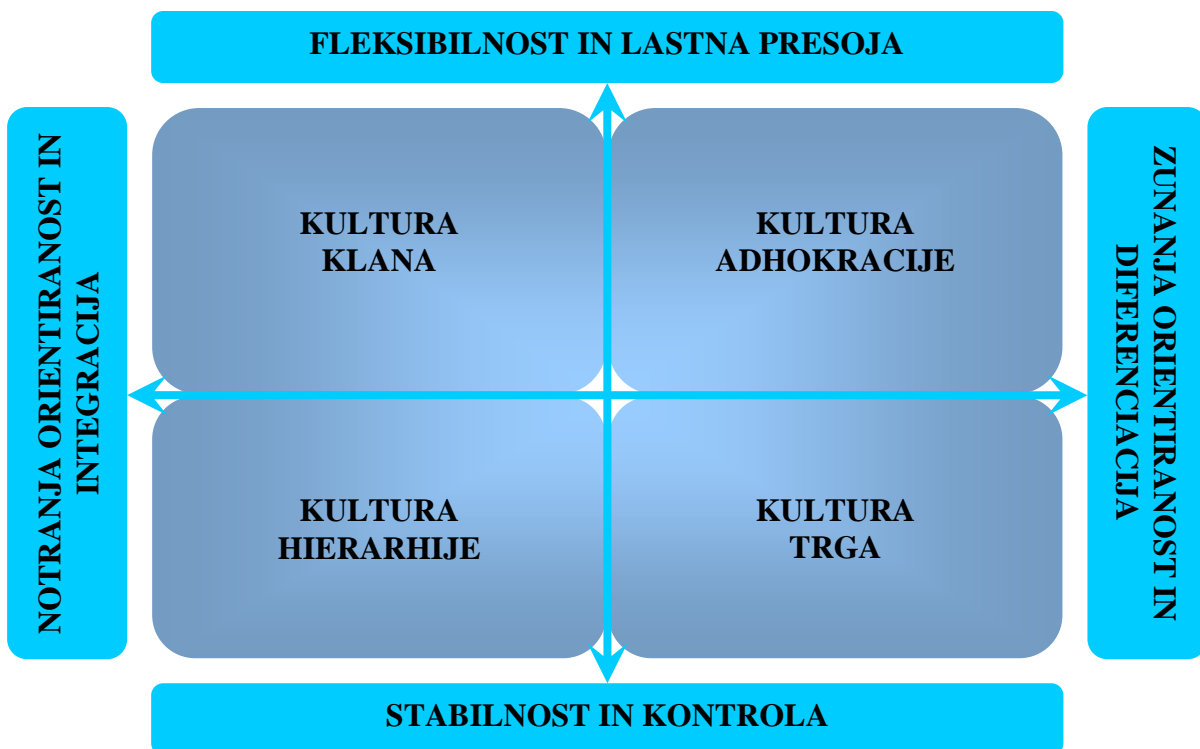 FLEKSIBILNOST IN LASTNA PRESOJA
NOTRANJA ORIENTIRANOST IN
INTEGRACIJA
KULTURA
KLANA
KULTURA
ADHOKRACIJE
ZUNANJA ORIENTIRANOST IN
DIFERENCIACIJA
KULTURA
HIERARHIJE
KULTURA
TRGA
STABILNOST IN KONTROLA